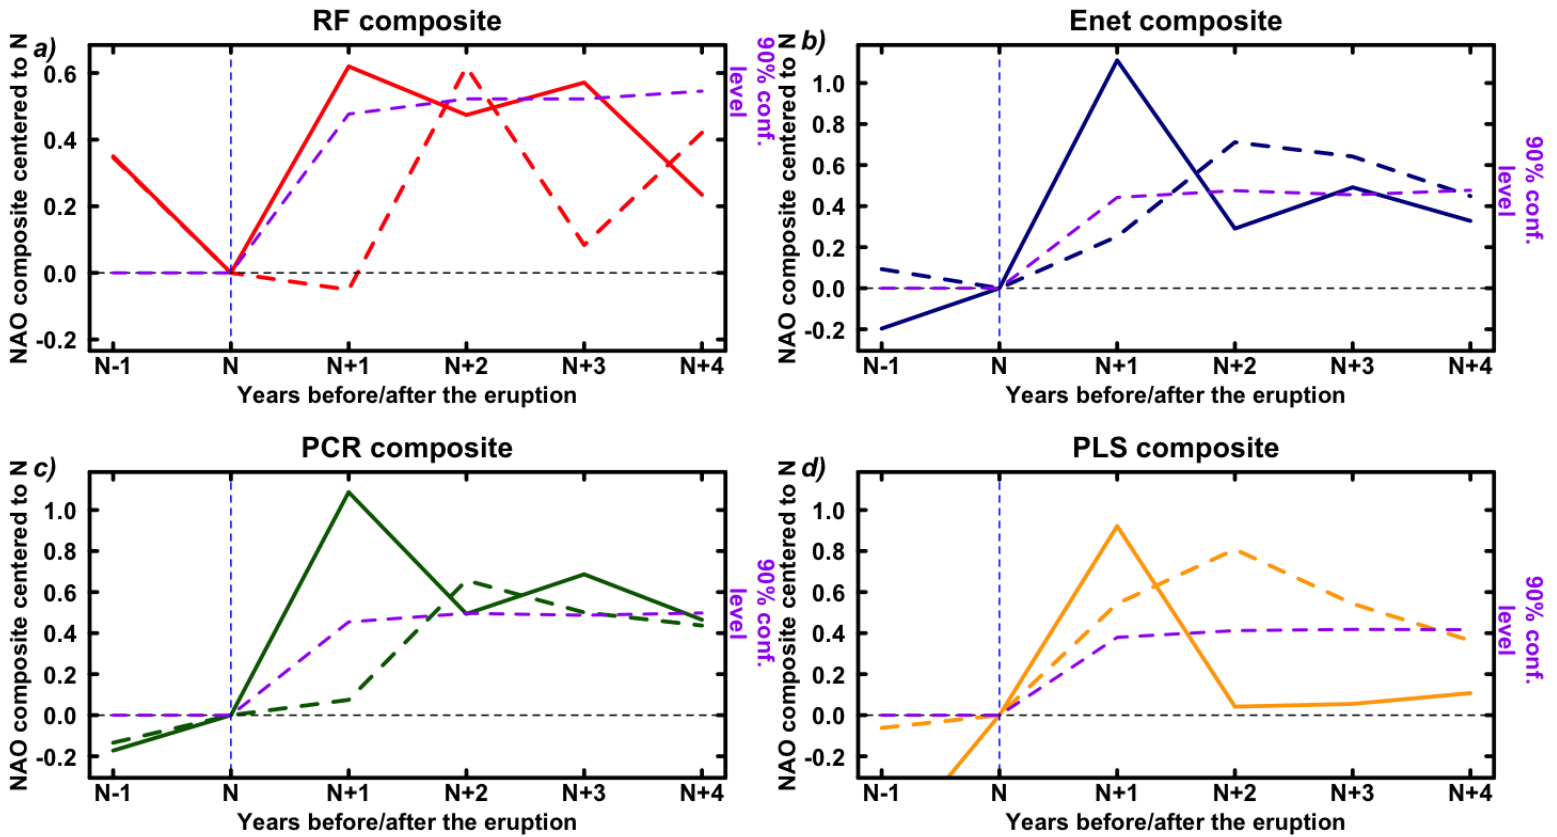 RF composite
a)
NAO composite centered to N
0.6
0.4
0.2
0.0
-0.2
N-1 N N+1 N+2 N+3 N+4
Years before/after the eruption
90% conf.
level
Enet composite
b)
NAO composite centered to N
1.0
0.8
0.6
0.4
0.2
0.0
-0.2
N-1 N N+1 N+2 N+3 N+4
Years before/after the eruption
90% conf.
level
PCR composite
c)
NAO composite centered to N
1.0
0.8
0.6
0.4
0.2
0.0
-0.2
N-1 N N+1 N+2 N+3 N+4
Years before/after the eruption
90% conf.
level
PLS composite
d)
NAO composite centered to N
1.0
0.8
0.6
0.4
0.2
0.0
-0.2
N-1 N N+1 N+2 N+3 N+4
Years before/after the eruption
90% conf.
level